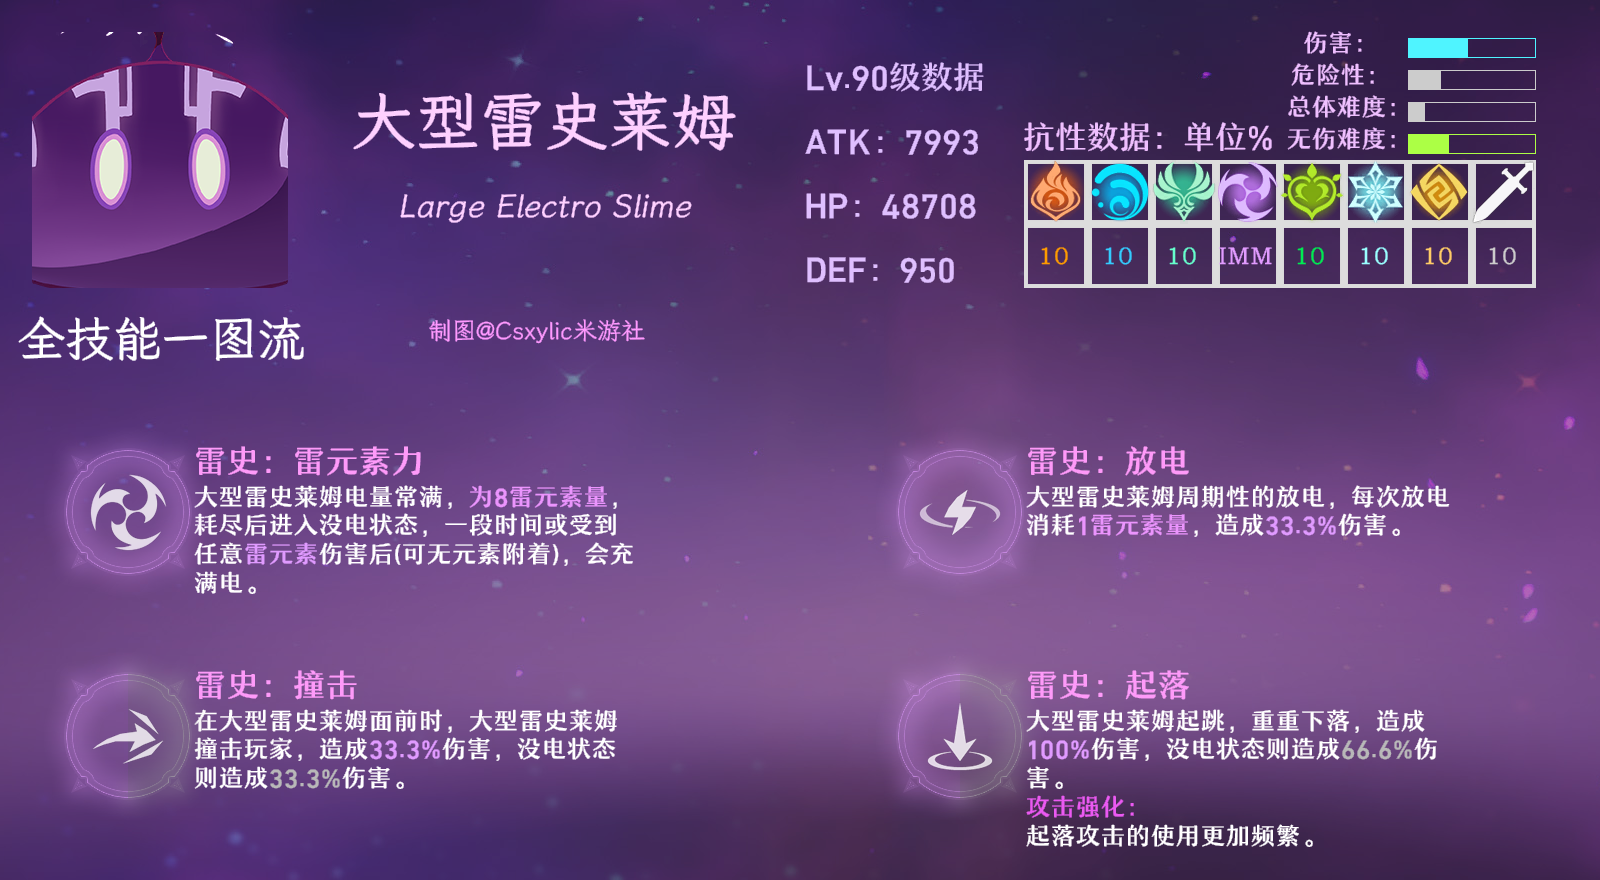 大型雷史莱姆
Large Electro Slime
全技能一图流
制图@Csxylic米游社
Lv.90级数据
ATK：7993
HP：48708
DEF：950
伤害：
危险性：
总体难度：
无伤难度：
抗性数据：单位%
10 10 10 IMM 10 10 10 10
雷史：雷元素力
大型雷史莱姆电量常满，为8雷元素量，
耗尽后进入没电状态，一段时间或受到
任意雷元素伤害后(可无元素附着)，会充
满电。
雷史：放电
大型雷史莱姆周期性的放电，每次放电
消耗1雷元素量，造成33.3%伤害。
雷史：撞击
在大型雷史莱姆面前时，大型雷史莱姆
撞击玩家，造成33.3%伤害，没电状态
则造成33.3%伤害。
雷史：起落
大型雷史莱姆起跳，重重下落，造成
100%伤害，没电状态则造成66.6%伤
害。
攻击强化：
起落攻击的使用更加频繁。